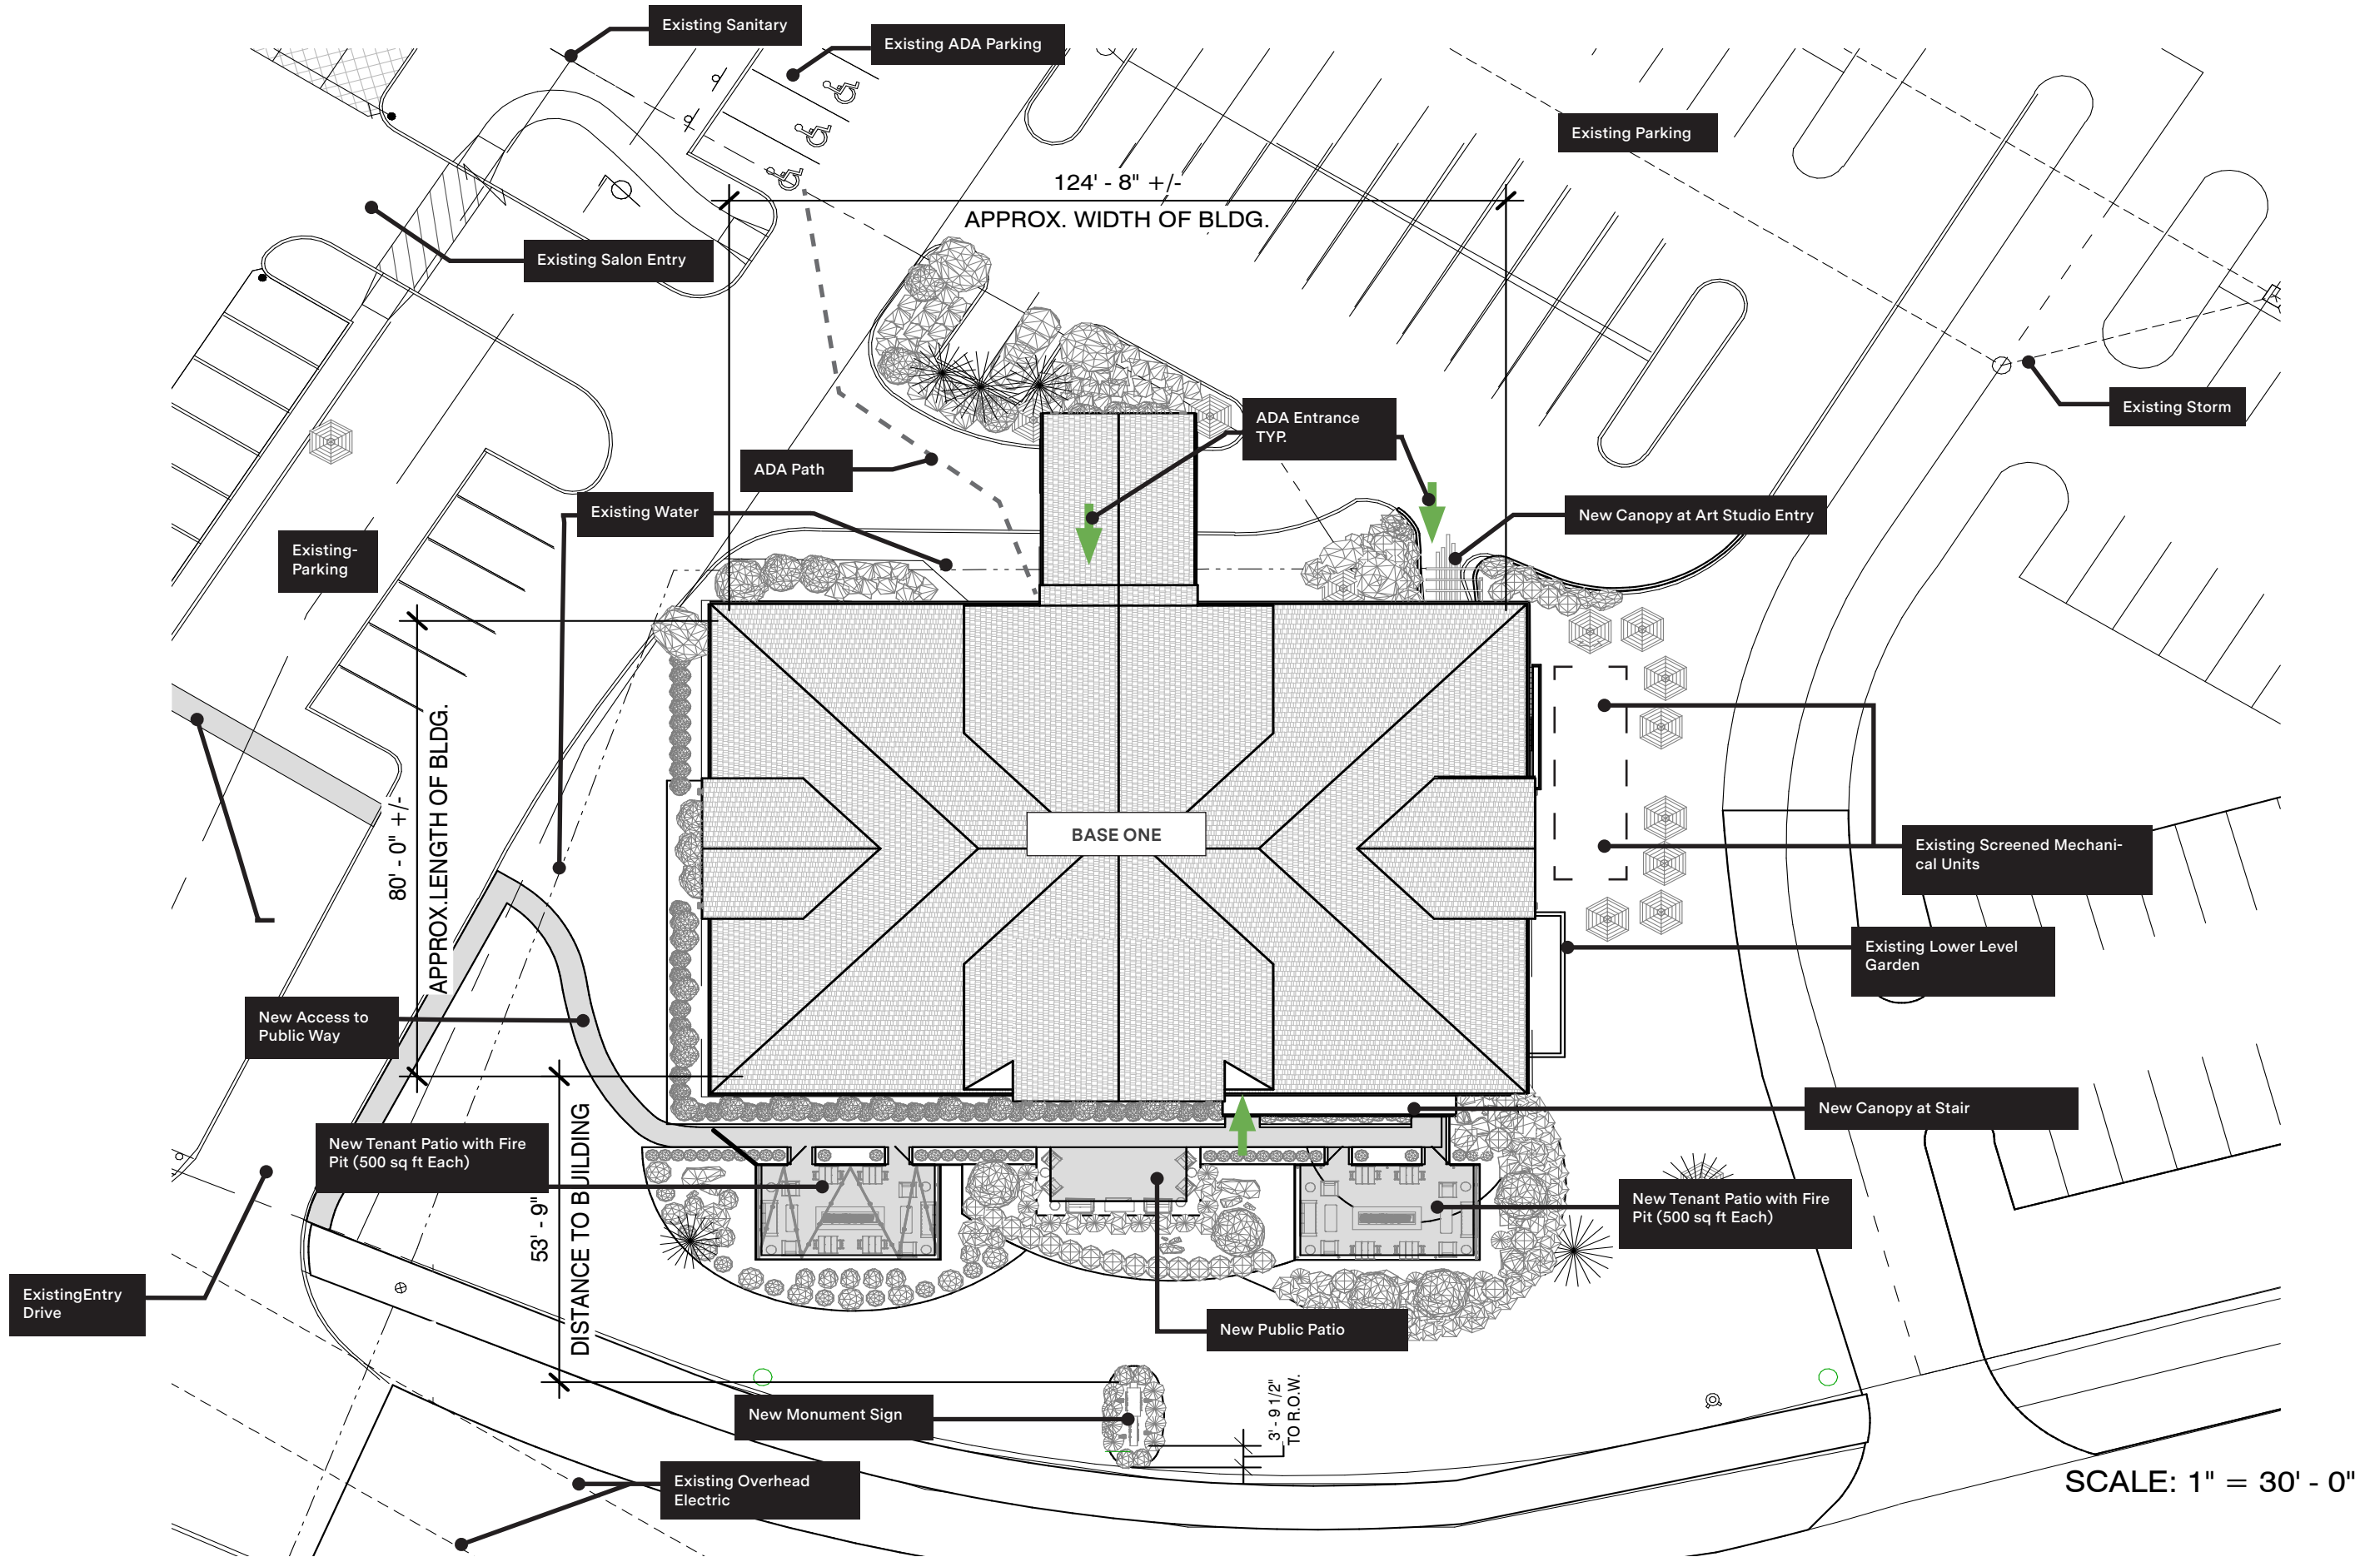 Existing Sanitary
Existing ADA Parking
Existing Parking
124' - 8" +/-
APPROX. WIDTH OF BLDG.
Existing Salon Entry
Existing Storm
ADA Entrance
TYP.
ADA Path
Existing Water
New Canopy at Art Studio Entry
Existing-
Parking
80' - 0" +/-
APPROX.LENGTH OF BLDG.
BASE ONE
Existing Screened Mechani-
cal Units
Existing Lower Level
Garden
New Access to
Public Way
New Canopy at Stair
New Tenant Patio with Fire
Pit (500 sq ft Each)
53' - 9"
DISTANCE TO BUILDING
New Tenant Patio with Fire
Pit (500 sq ft Each)
ExistingEntry
Drive
New Public Patio
New Monument Sign
3' - 9 1/2"
TO R.O.W.
Existing Overhead
Electric
SCALE: 1" = 30' - 0"